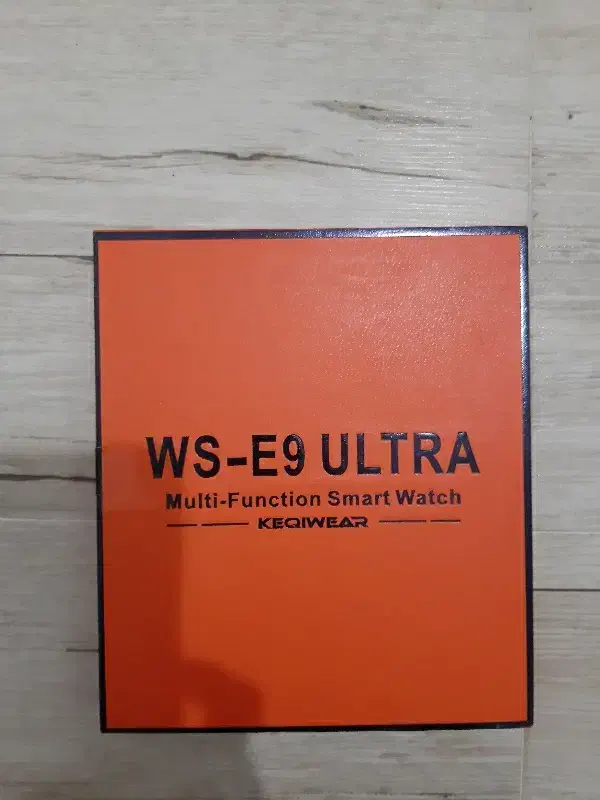 WS-E9 ULTRA
Multi-Function Smart Watch
KEQIWEAR